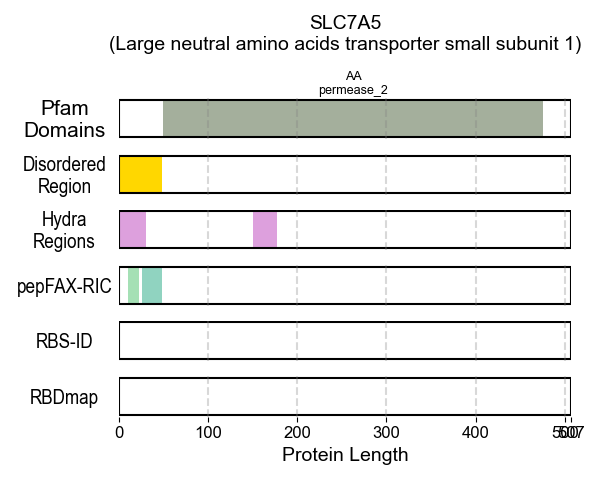 SLC7A5
(Large neutral amino acids transporter small subunit 1)
AA
permease_2
Pfam
Domains
Disordered
Region
Hydra
Regions
pepFAX-RIC
RBS-ID
RBDmap
0 100 200 300 400 500 507
Protein Length